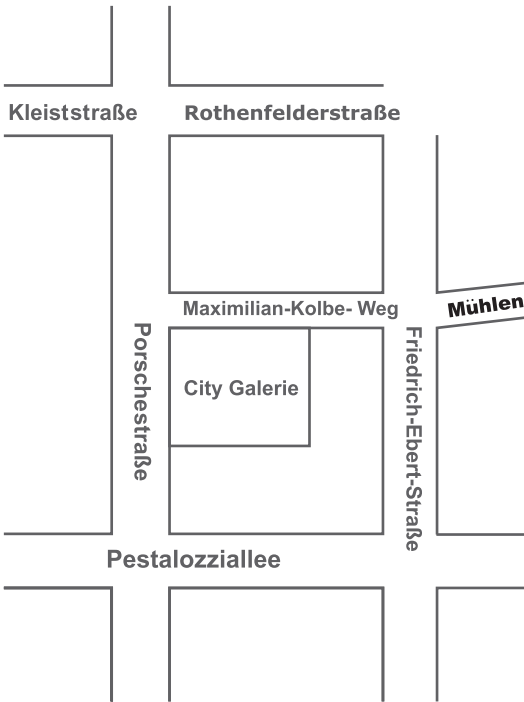 Kleiststraße
Rothenfelderstraße
Maximilian-Kolbe- Weg
Mühlen
Porschestraße
City Galerie
Friedrich-Ebert-Straße
Pestalozziallee